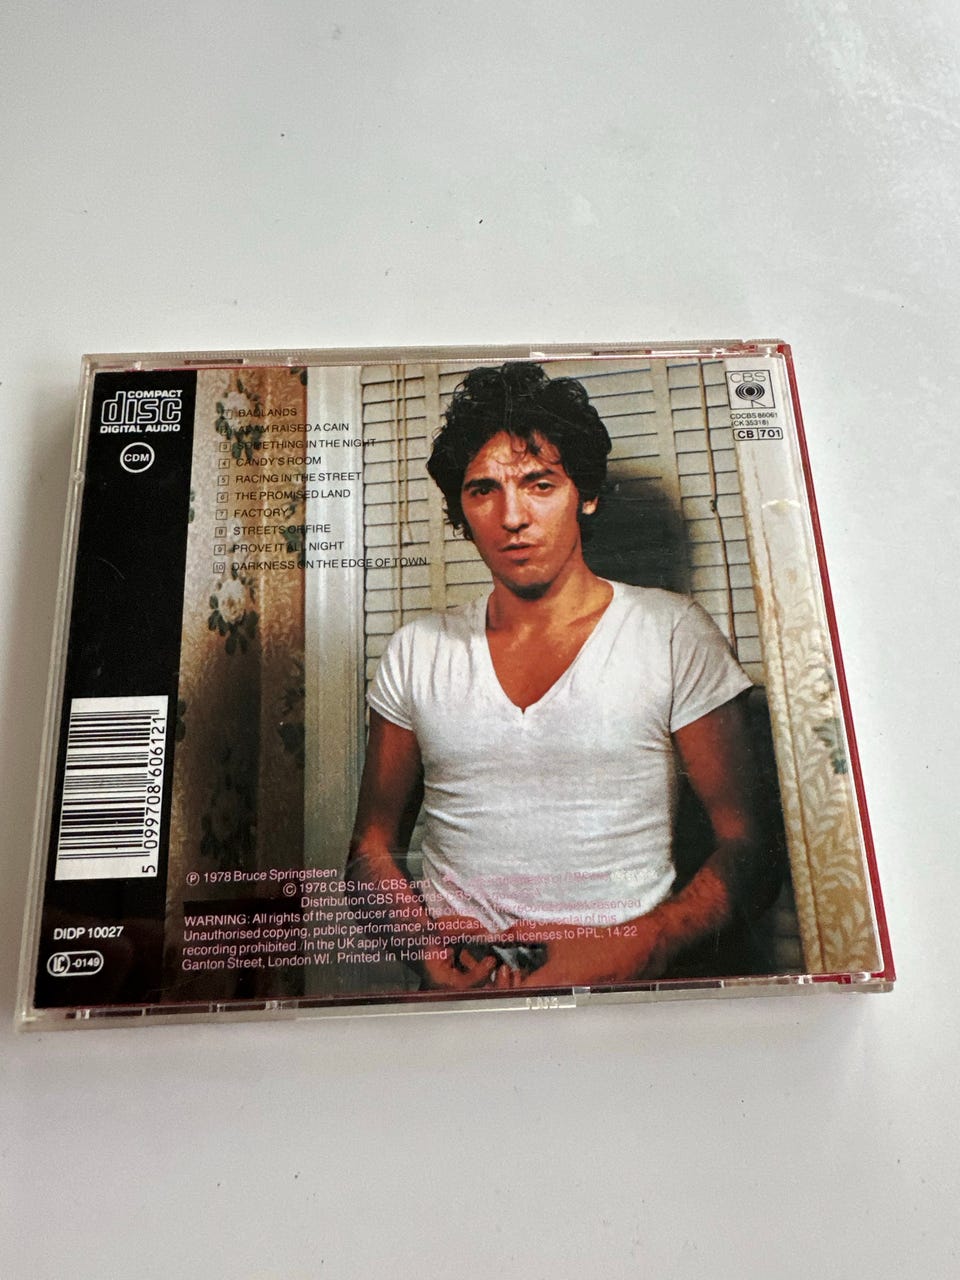 COMPACT
disc
DIGITAL AUDIO
CDM
1 BADLANDS
2 ADAM RAISED A CAIN
3 SOMETHING IN THE NIGHT
4 CANDY'S ROOM
5 RACING IN THE STREET
6 THE PROMISED LAND
7 FACTORY
8 STREETS OF FIRE
9 PROVE IT ALL NIGHT
10 DARKNESS ON THE EDGE OF TOWN
CBS
CDCBS 86061
(CK 35318)
CB 701
5 099708 606121
DIDP 10027
LC -0149
Ⓟ 1978 Bruce Springsteen
© 1978 CBS Inc./CBS and
Distribution CBS Records
WARNING: All rights of the producer and of the reserved
Unauthorised copying, public performance, broadcasting of this
recording prohibited / In the UK apply for public performance licenses to PPL: 14/22
Ganton Street, London WI. Printed in Holland